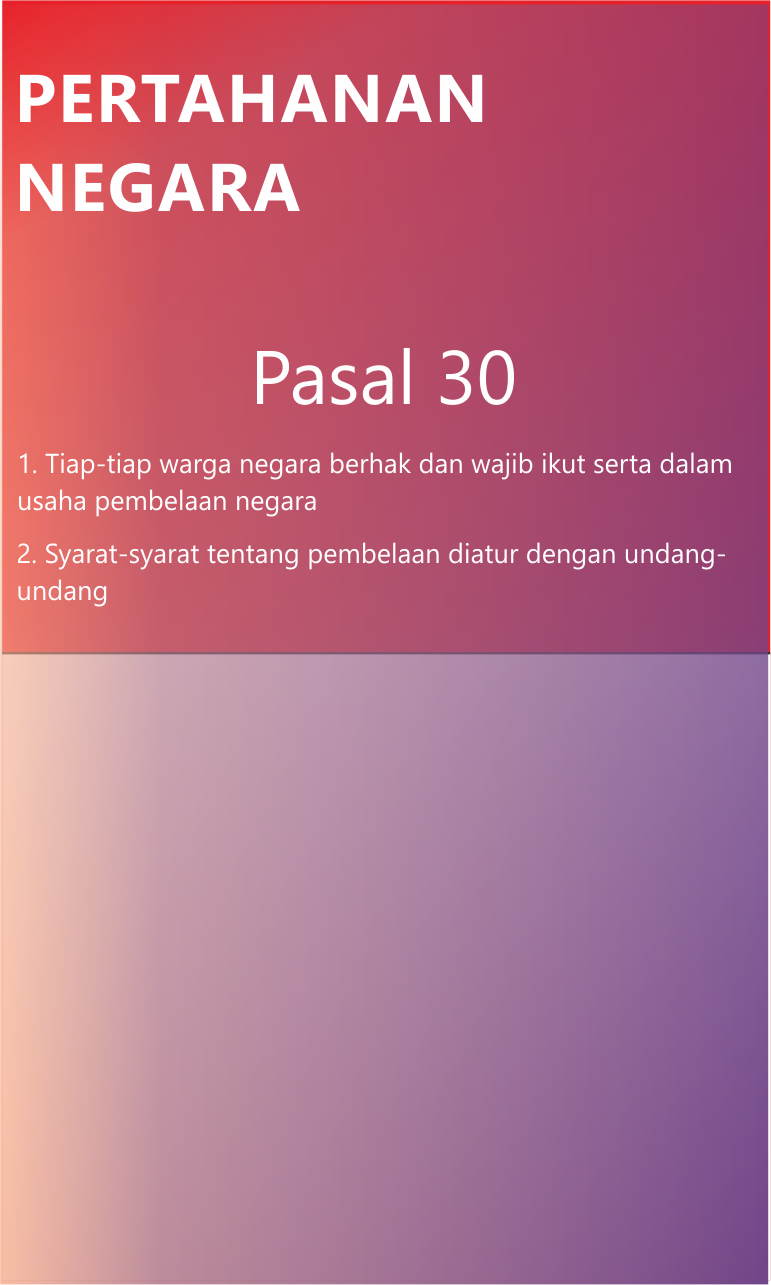 PERTAHANAN
NEGARA
Pasal 30
1. Tiap-tiap warga negara berhak dan wajib ikut serta dalam
usaha pembelaan negara
2. Syarat-syarat tentang pembelaan diatur dengan undang-
undang